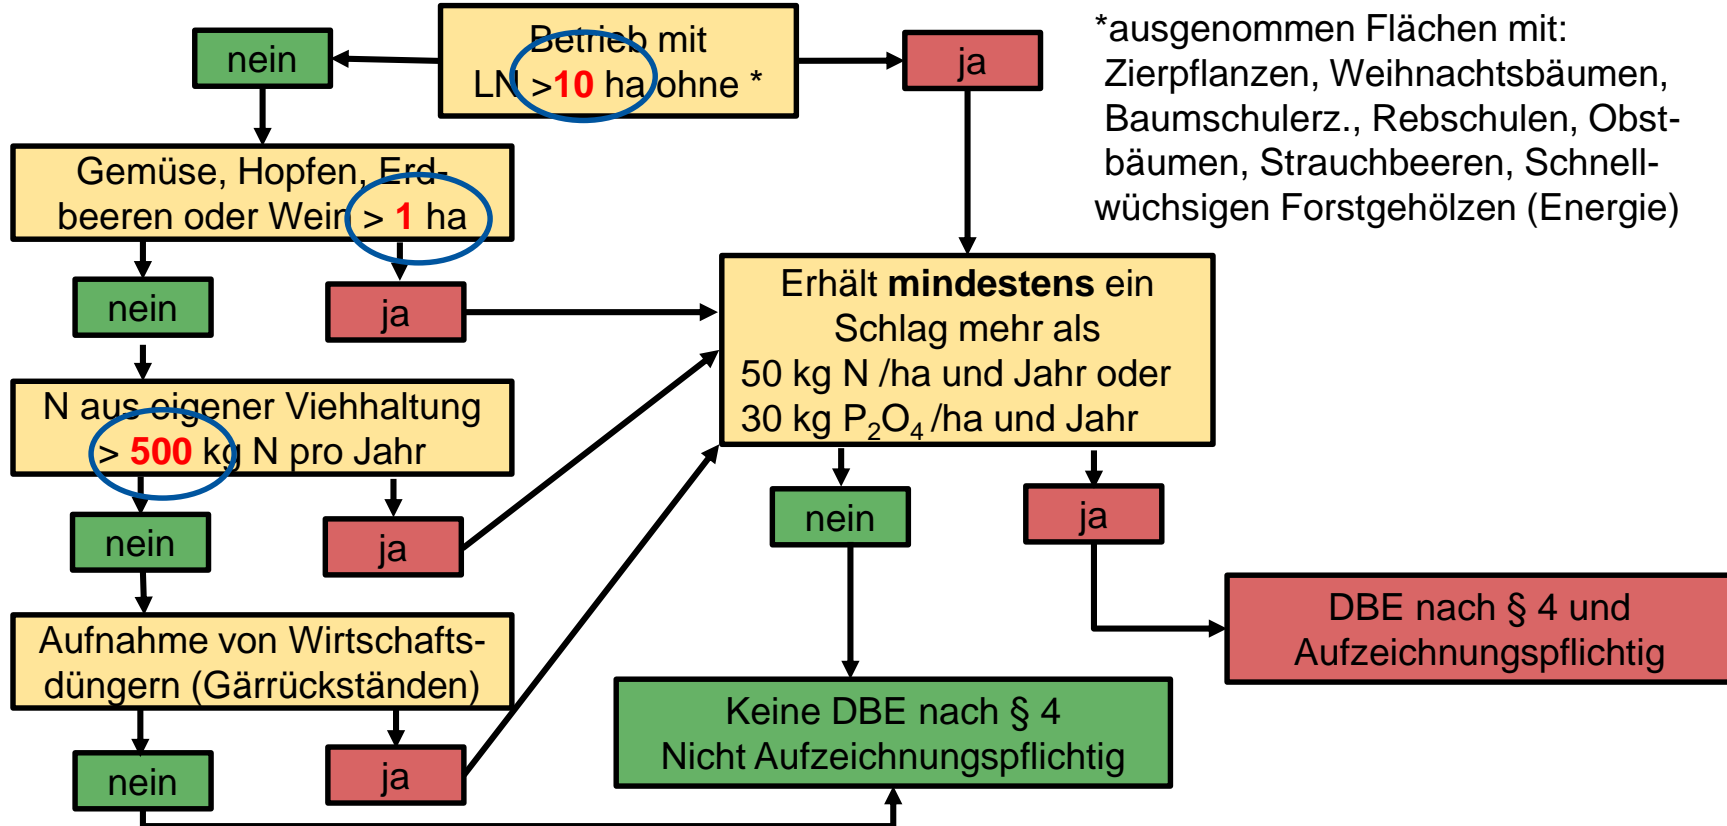 nein
Betrieb mit
LN >10 ha ohne *
ja
*ausgenommen Flächen mit:
Zierpflanzen, Weihnachtsbäumen,
Baumschulerz., Rebschulen, Obst-
bäumen, Strauchbeeren, Schnell-
wüchsigen Forstgehölzen (Energie)
Gemüse, Hopfen, Erd-
beeren oder Wein > 1 ha
nein
ja
Erhält mindestens ein
Schlag mehr als
50 kg N /ha und Jahr oder
30 kg P₂O₄ /ha und Jahr
N aus eigener Viehhaltung
> 500 kg N pro Jahr
nein
ja
nein
ja
Aufnahme von Wirtschafts-
düngern (Gärrückständen)
nein
ja
Keine DBE nach § 4
Nicht Aufzeichnungspflichtig
DBE nach § 4 und
Aufzeichnungspflichtig